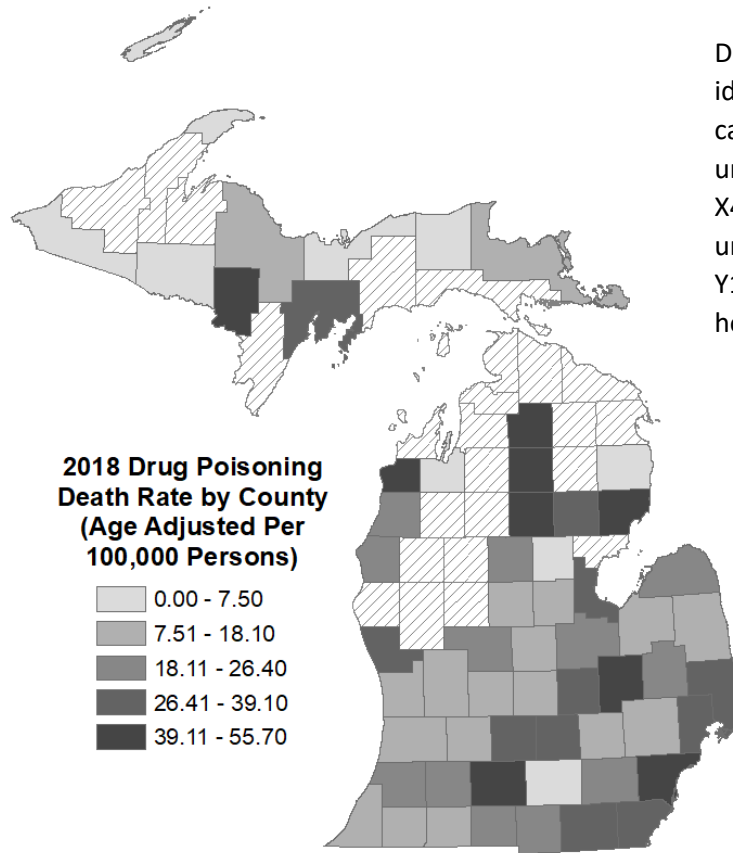 2018 Drug Poisoning
Death Rate by County
(Age Adjusted Per
100,000 Persons)
0.00 - 7.50
7.51 - 18.10
18.11 - 26.40
26.41 - 39.10
39.11 - 55.70